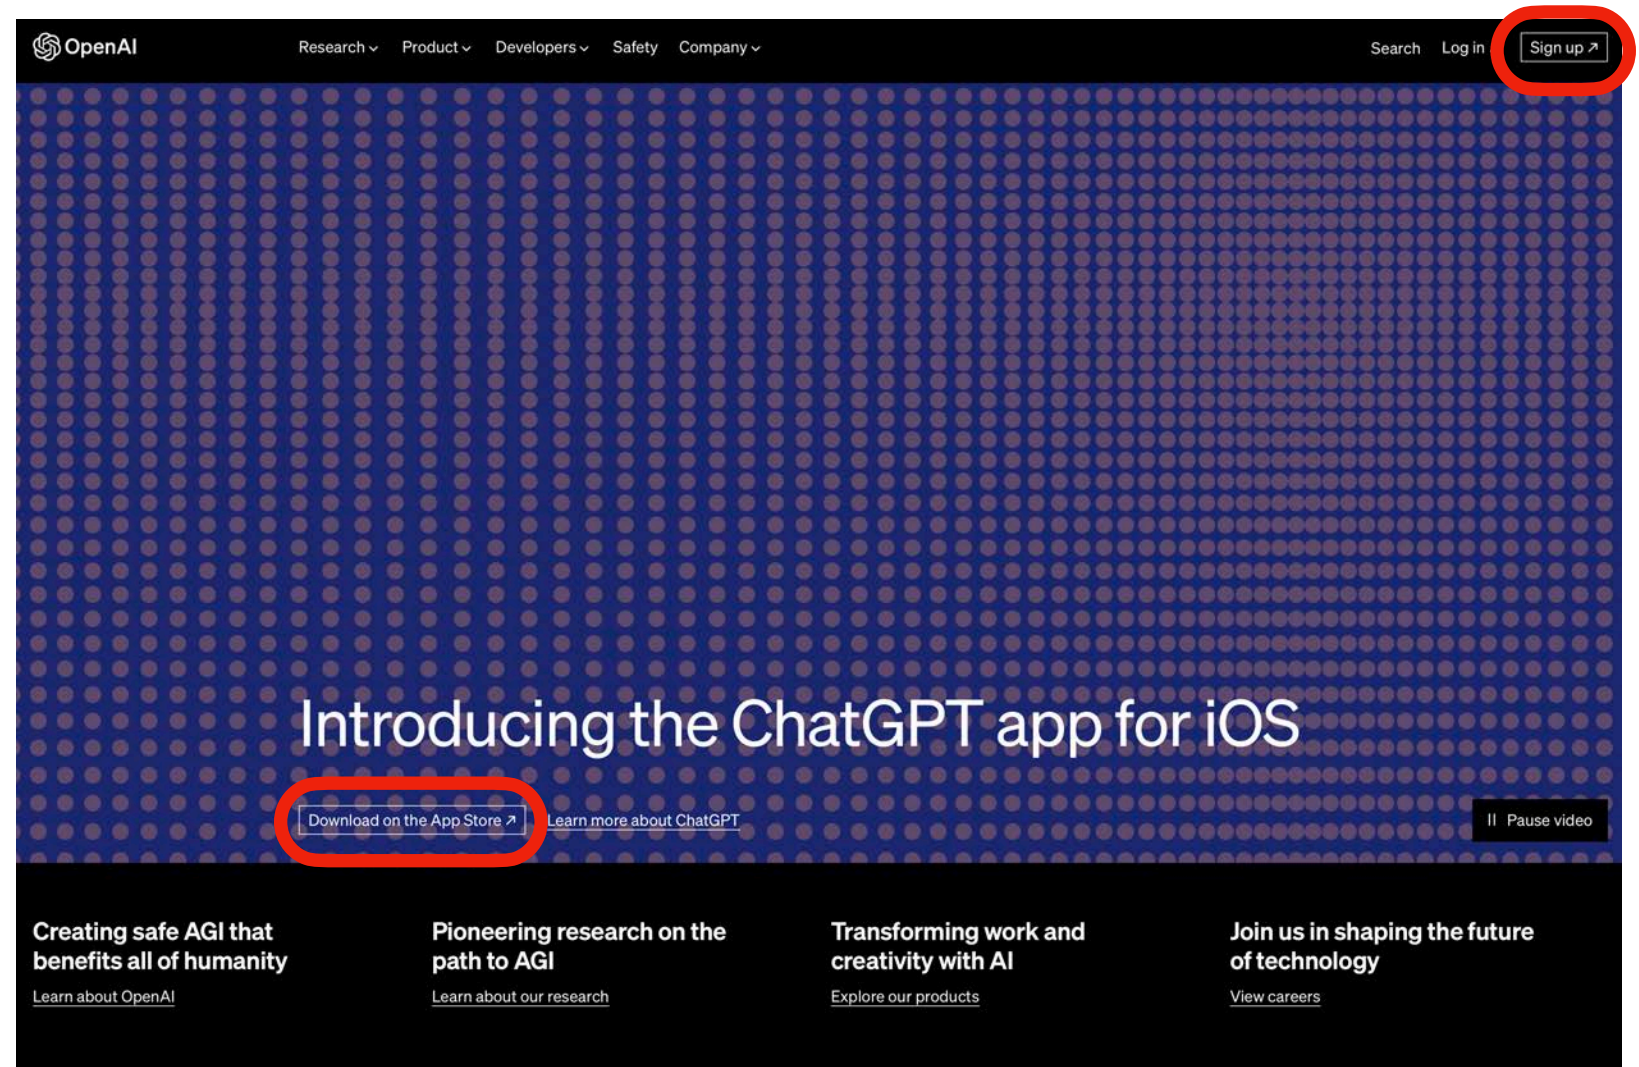 OpenAI
Research Product Developers Safety Company
Search Log in Sign up ↗
Introducing the ChatGPT app for iOS
Download on the App Store ↗ Learn more about ChatGPT
Pause video
Creating safe AGI that
benefits all of humanity
Learn about OpenAI
Pioneering research on the
path to AGI
Learn about our research
Transforming work and
creativity with AI
Explore our products
Join us in shaping the future
of technology
View careers